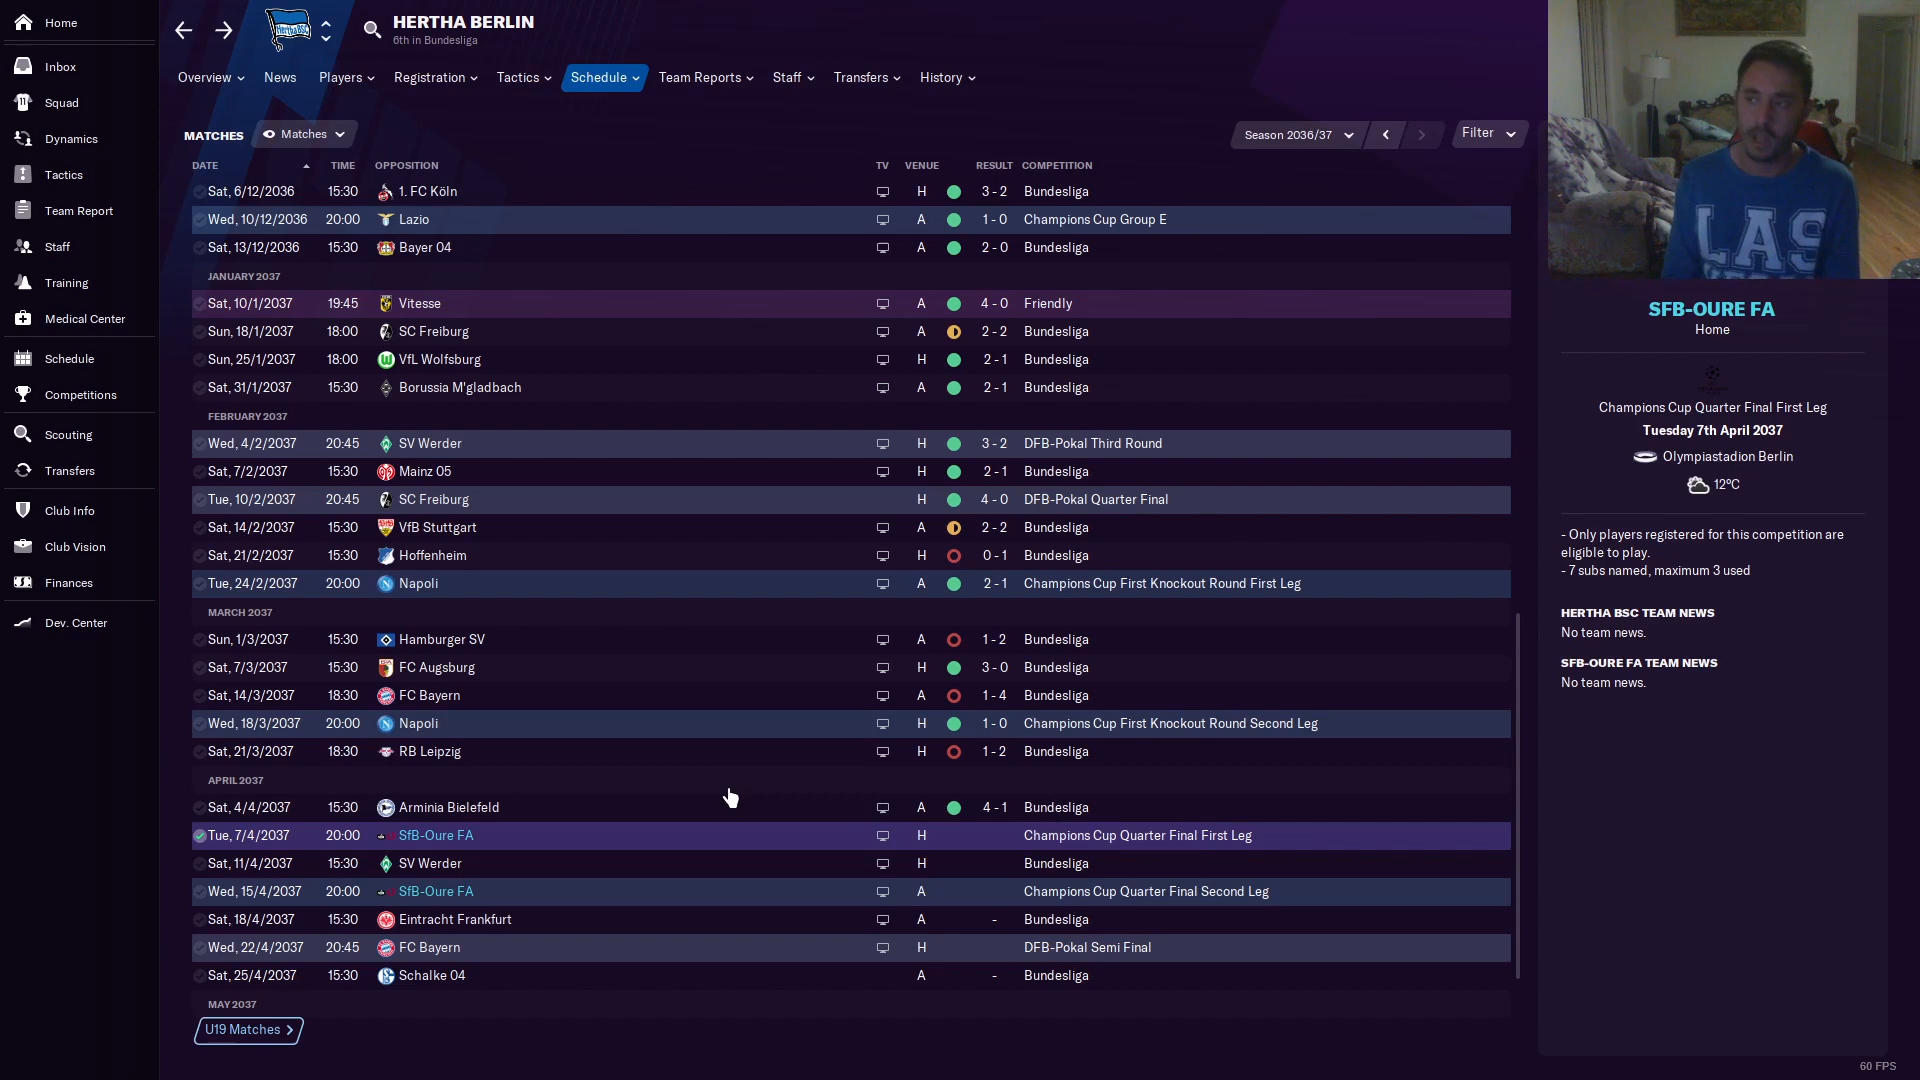 Home
Inbox
Squad
Dynamics
Tactics
Team Report
Staff
Training
Medical Center
Schedule
Competitions
Scouting
Transfers
Club Info
Club Vision
Finances
Dev. Center
HERTHA BERLIN
6th in Bundesliga
Overview News Players Registration Tactics Schedule Team Reports Staff Transfers History
MATCHES Matches Season 2036/37 Filter
DATE TIME OPPOSITION TV VENUE RESULT COMPETITION
Sat, 6/12/2036 15:30 1. FC Köln H 3 - 2 Bundesliga
Wed, 10/12/2036 20:00 Lazio A 1 - 0 Champions Cup Group E
Sat, 13/12/2036 15:30 Bayer 04 A 2 - 0 Bundesliga
JANUARY 2037
Sat, 10/1/2037 19:45 Vitesse A 4 - 0 Friendly
Sun, 18/1/2037 18:00 SC Freiburg A 2 - 2 Bundesliga
Sun, 25/1/2037 18:00 VfL Wolfsburg H 2 - 1 Bundesliga
Sat, 31/1/2037 15:30 Borussia M'gladbach A 2 - 1 Bundesliga
FEBRUARY 2037
Wed, 4/2/2037 20:45 SV Werder H 3 - 2 DFB-Pokal Third Round
Sat, 7/2/2037 15:30 Mainz 05 H 2 - 1 Bundesliga
Tue, 10/2/2037 20:45 SC Freiburg H 4 - 0 DFB-Pokal Quarter Final
Sat, 14/2/2037 15:30 VfB Stuttgart A 2 - 2 Bundesliga
Sat, 21/2/2037 15:30 Hoffenheim H 0 - 1 Bundesliga
Tue, 24/2/2037 20:00 Napoli A 2 - 1 Champions Cup First Knockout Round First Leg
MARCH 2037
Sun, 1/3/2037 15:30 Hamburger SV A 1 - 2 Bundesliga
Sat, 7/3/2037 15:30 FC Augsburg H 3 - 0 Bundesliga
Sat, 14/3/2037 18:30 FC Bayern A 1 - 4 Bundesliga
Wed, 18/3/2037 20:00 Napoli H 1 - 0 Champions Cup First Knockout Round Second Leg
Sat, 21/3/2037 18:30 RB Leipzig H 1 - 2 Bundesliga
APRIL 2037
Sat, 4/4/2037 15:30 Arminia Bielefeld A 4 - 1 Bundesliga
Tue, 7/4/2037 20:00 SfB-Oure FA H Champions Cup Quarter Final First Leg
Sat, 11/4/2037 15:30 SV Werder H Bundesliga
Wed, 15/4/2037 20:00 SfB-Oure FA A Champions Cup Quarter Final Second Leg
Sat, 18/4/2037 15:30 Eintracht Frankfurt A - Bundesliga
Wed, 22/4/2037 20:45 FC Bayern H DFB-Pokal Semi Final
Sat, 25/4/2037 15:30 Schalke 04 A - Bundesliga
MAY 2037
U19 Matches
LAS
SFB-OURE FA
Home
Champions Cup Quarter Final First Leg
Tuesday 7th April 2037
Olympiastadion Berlin
12°C
- Only players registered for this competition are
eligible to play.
- 7 subs named, maximum 3 used
HERTHA BSC TEAM NEWS
No team news.
SFB-OURE FA TEAM NEWS
No team news.
60 FPS